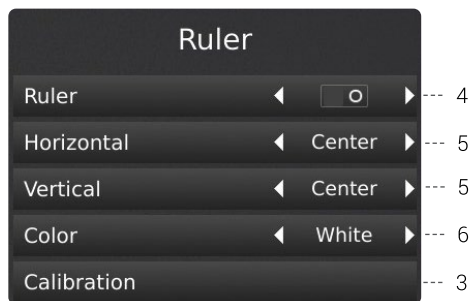 Ruler
Ruler --- 4
Horizontal Center --- 5
Vertical Center --- 5
Color White --- 6
Calibration --- 3